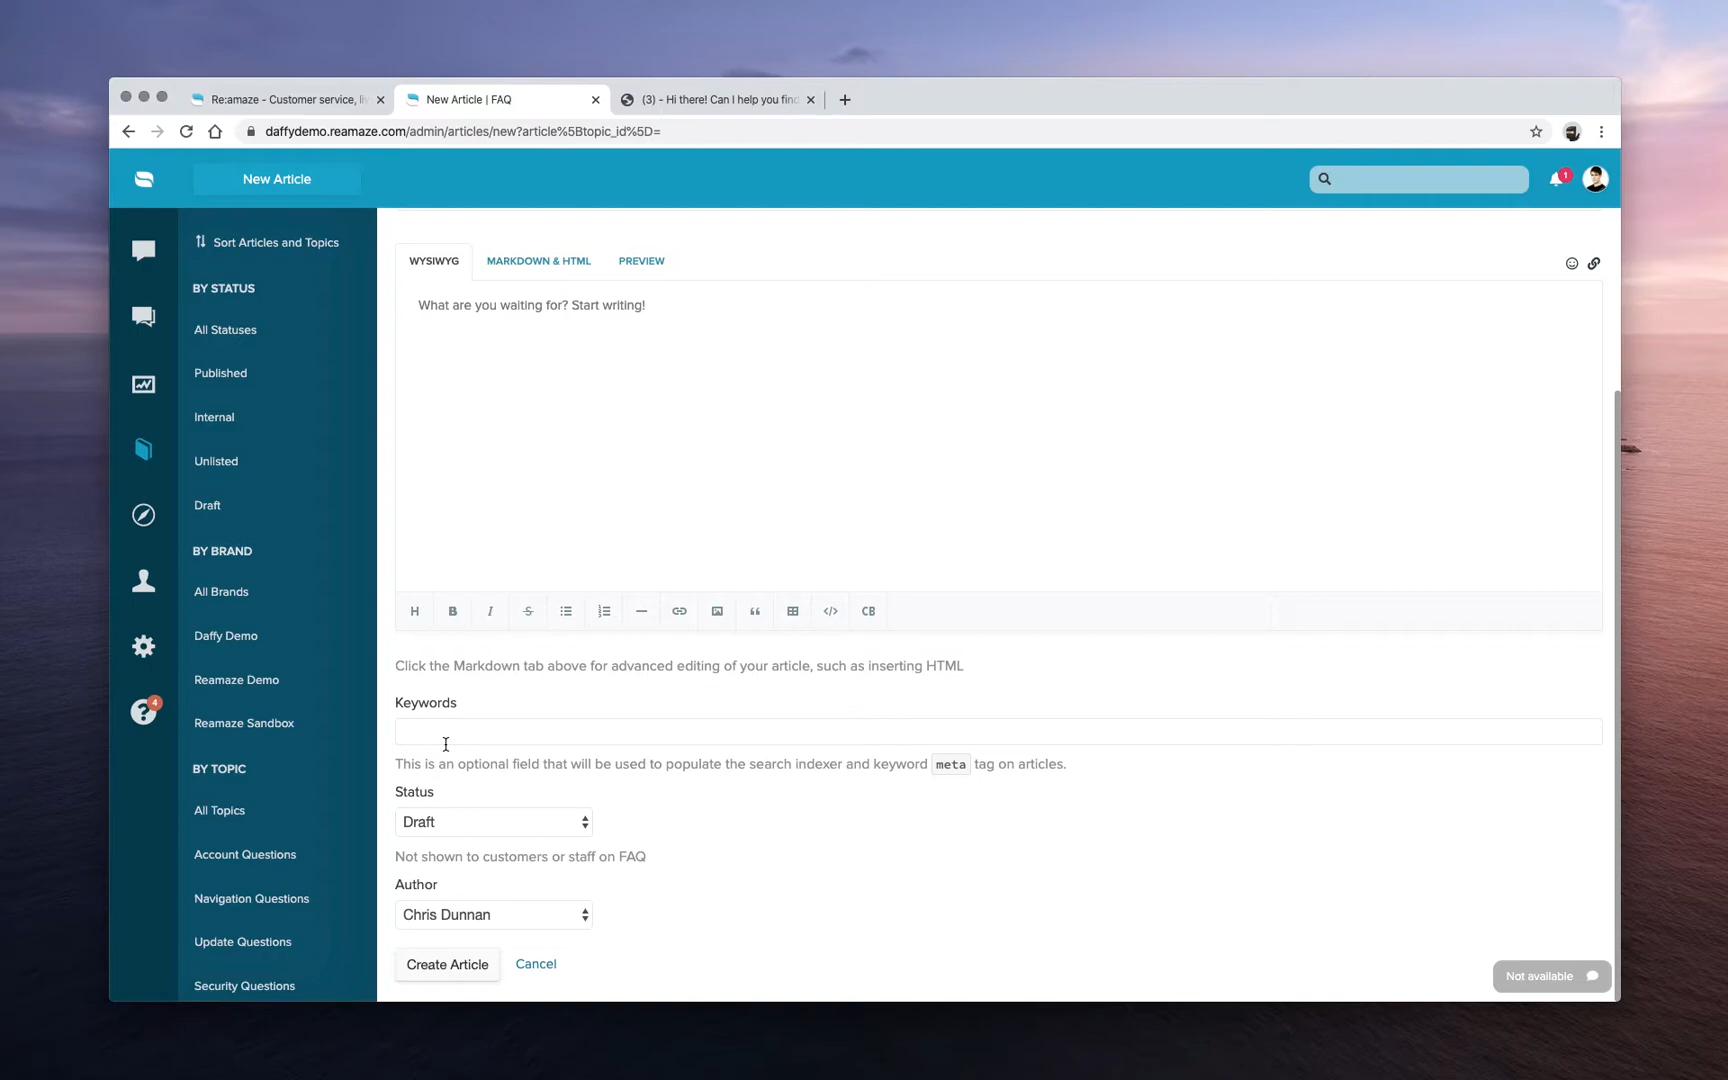 Re:amaze - Customer service, liv
New Article | FAQ
(3) - Hi there! Can I help you find
daffydemo.reamaze.com/admin/articles/new?article%5Btopic_id%5D=
New Article
1
Sort Articles and Topics
BY STATUS
All Statuses
Published
Internal
Unlisted
Draft
BY BRAND
All Brands
Daffy Demo
Reamaze Demo
Reamaze Sandbox
BY TOPIC
All Topics
Account Questions
Navigation Questions
Update Questions
Security Questions
4
WYSIWYG MARKDOWN & HTML PREVIEW
What are you waiting for? Start writing!
H B I S CB
Click the Markdown tab above for advanced editing of your article, such as inserting HTML
Keywords
This is an optional field that will be used to populate the search indexer and keyword meta tag on articles.
Status
Draft
Not shown to customers or staff on FAQ
Author
Chris Dunnan
Create Article Cancel
Not available